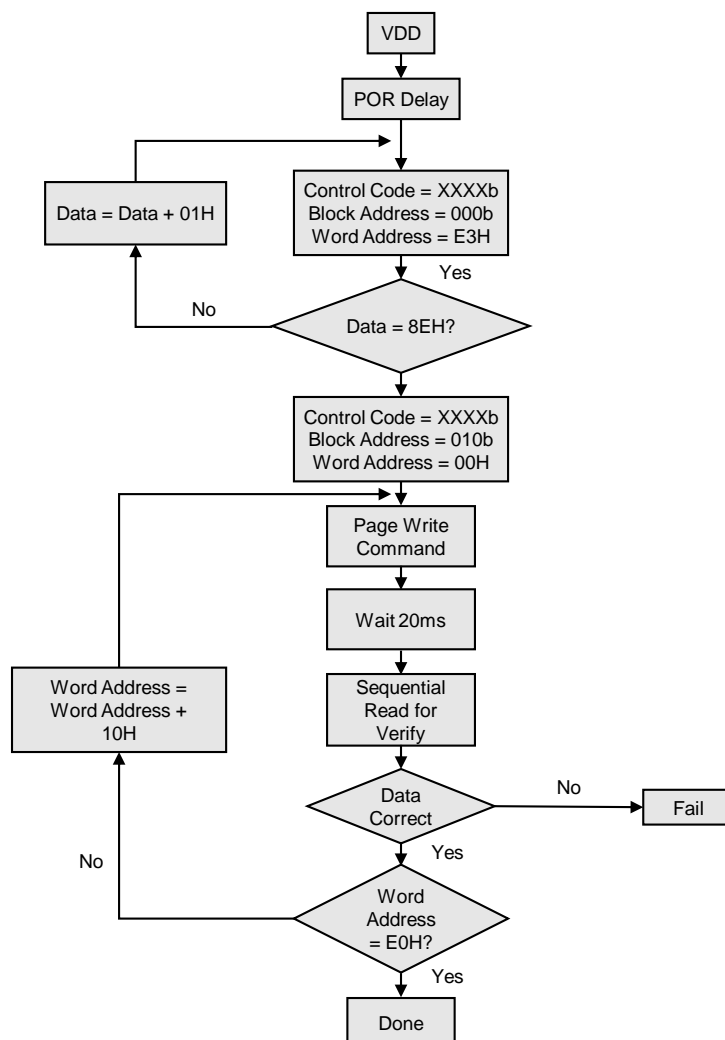 VDD
POR Delay
Data = Data + 01H
Control Code = XXXXb
Block Address = 000b
Word Address = E3H
Yes
No
Data = 8EH?
Control Code = XXXXb
Block Address = 010b
Word Address = 00H
Page Write
Command
Wait 20ms
Word Address =
Word Address +
10H
Sequential
Read for
Verify
Data
Correct
No
Fail
Yes
No
Word
Address
= E0H?
Yes
Done